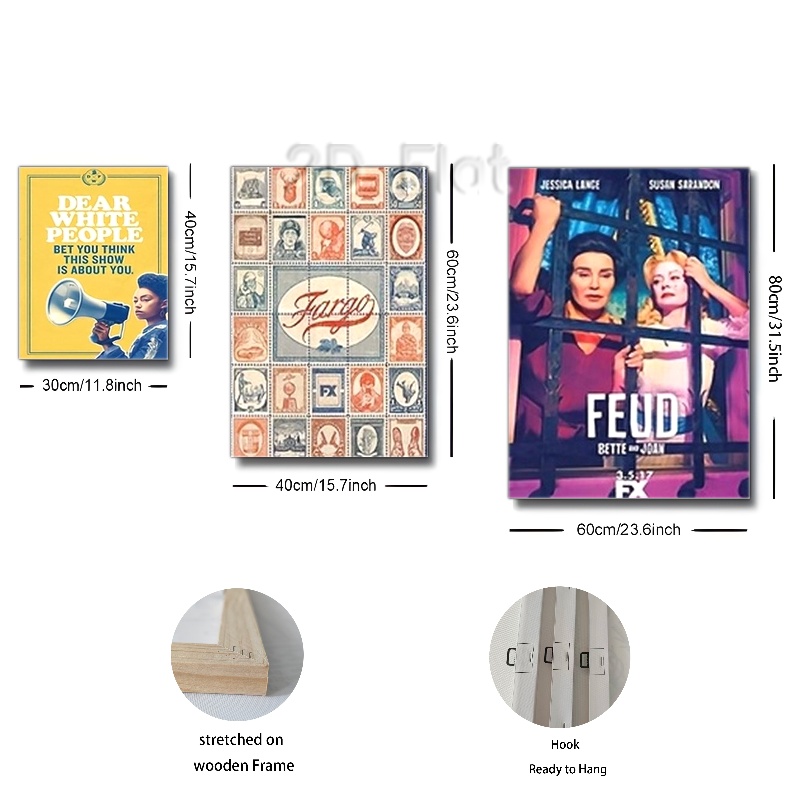 2D Flat
DEAR
WHITE
PEOPLE
BET YOU THINK
THIS SHOW
IS ABOUT YOU.
40cm/15.7inch
30cm/11.8inch
Fargo
FX
60cm/23.6inch
40cm/15.7inch
JESSICA LANGE
SUSAN SARANDON
FEUD
BETTE AND JOAN
3.5.17
FX
80cm/31.5inch
60cm/23.6inch
stretched on
wooden Frame
Hook
Ready to Hang